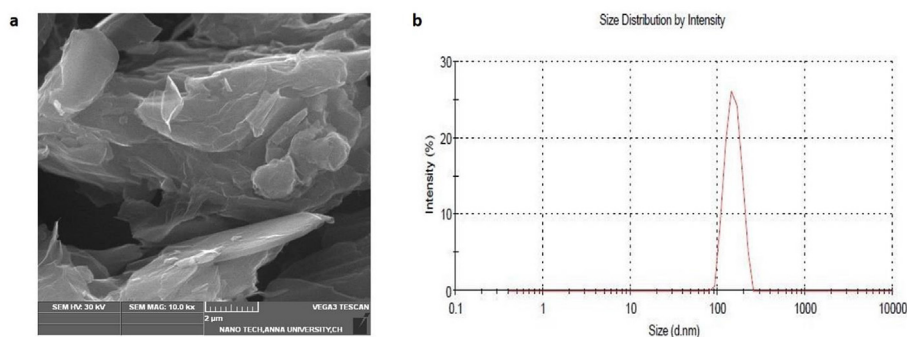 a
SEM HV: 30 kV
SEM MAG: 10.0 kx
VEGA3 TESCAN
2 µm
NANO TECH,ANNA UNIVERSITY,CH
b
Size Distribution by Intensity
Intensity (%)
30
20
10
0
0.1
1
10
100
1000
10000
Size (d.nm)